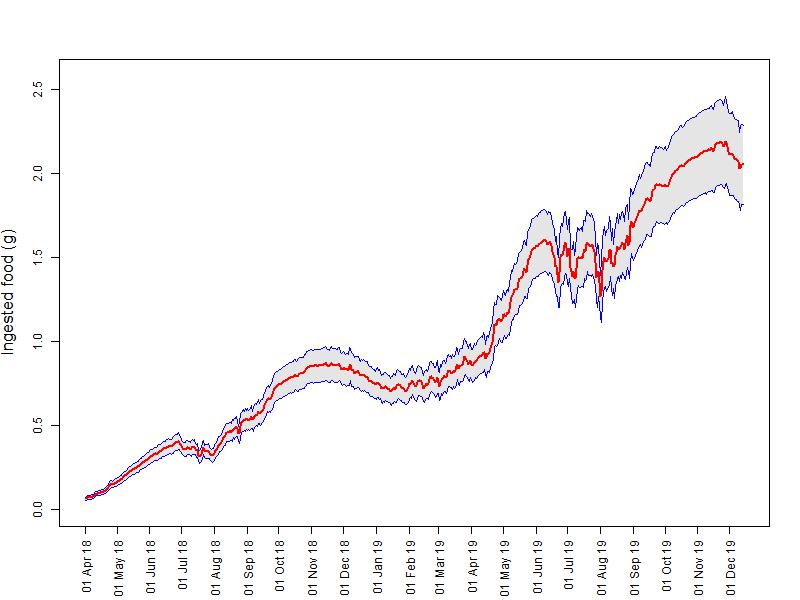 Ingested food (g)
2.5
2.0
1.5
1.0
0.5
0.0
01 Apr 18
01 May 18
01 Jun 18
01 Jul 18
01 Aug 18
01 Sep 18
01 Oct 18
01 Nov 18
01 Dec 18
01 Jan 19
01 Feb 19
01 Mar 19
01 Apr 19
01 May 19
01 Jun 19
01 Jul 19
01 Aug 19
01 Sep 19
01 Oct 19
01 Nov 19
01 Dec 19